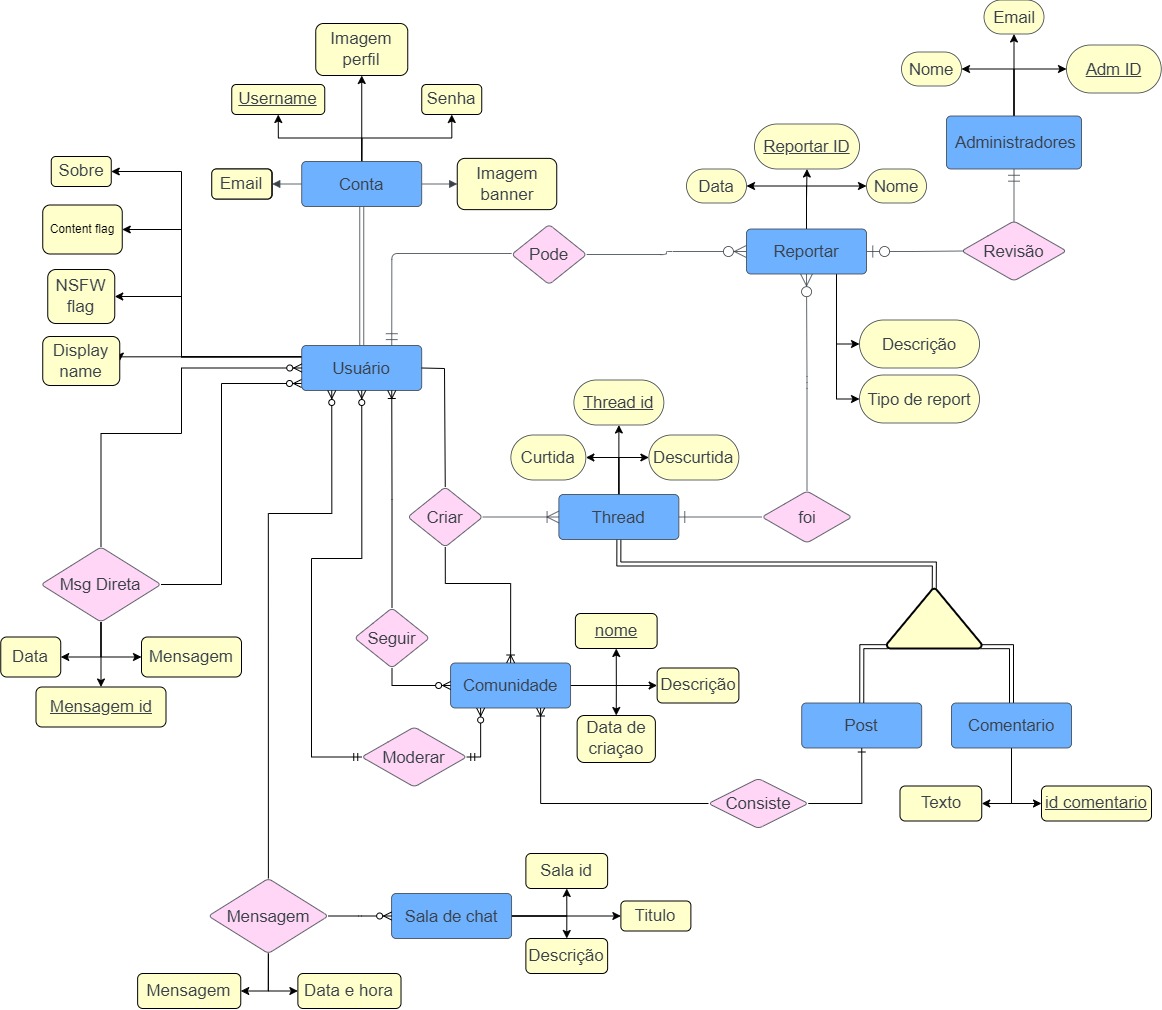 Email
Nome
Adm ID
Administradores
Imagem
perfil
Username
Senha
Email
Conta
Imagem
banner
Sobre
Content flag
NSFW
flag
Display
name
Reportar ID
Data
Nome
Pode
Reportar
Revisão
Usuário
Descrição
Tipo de report
Thread id
Curtida
Descurtida
Criar
Thread
foi
Msg Direta
Data
Mensagem
Mensagem id
Seguir
nome
Comunidade
Descrição
Data de
criaçao
Moderar
Post
Comentario
Consiste
Texto
id comentario
Sala id
Mensagem
Sala de chat
Titulo
Descrição
Mensagem
Data e hora